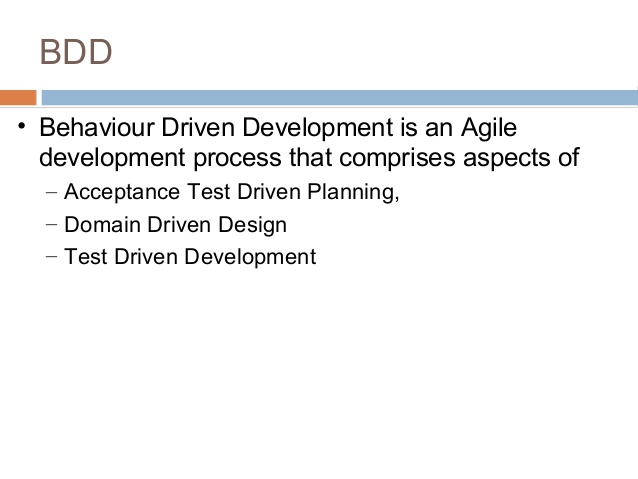 BDD
• Behaviour Driven Development is an Agile
development process that comprises aspects of
– Acceptance Test Driven Planning,
– Domain Driven Design
– Test Driven Development